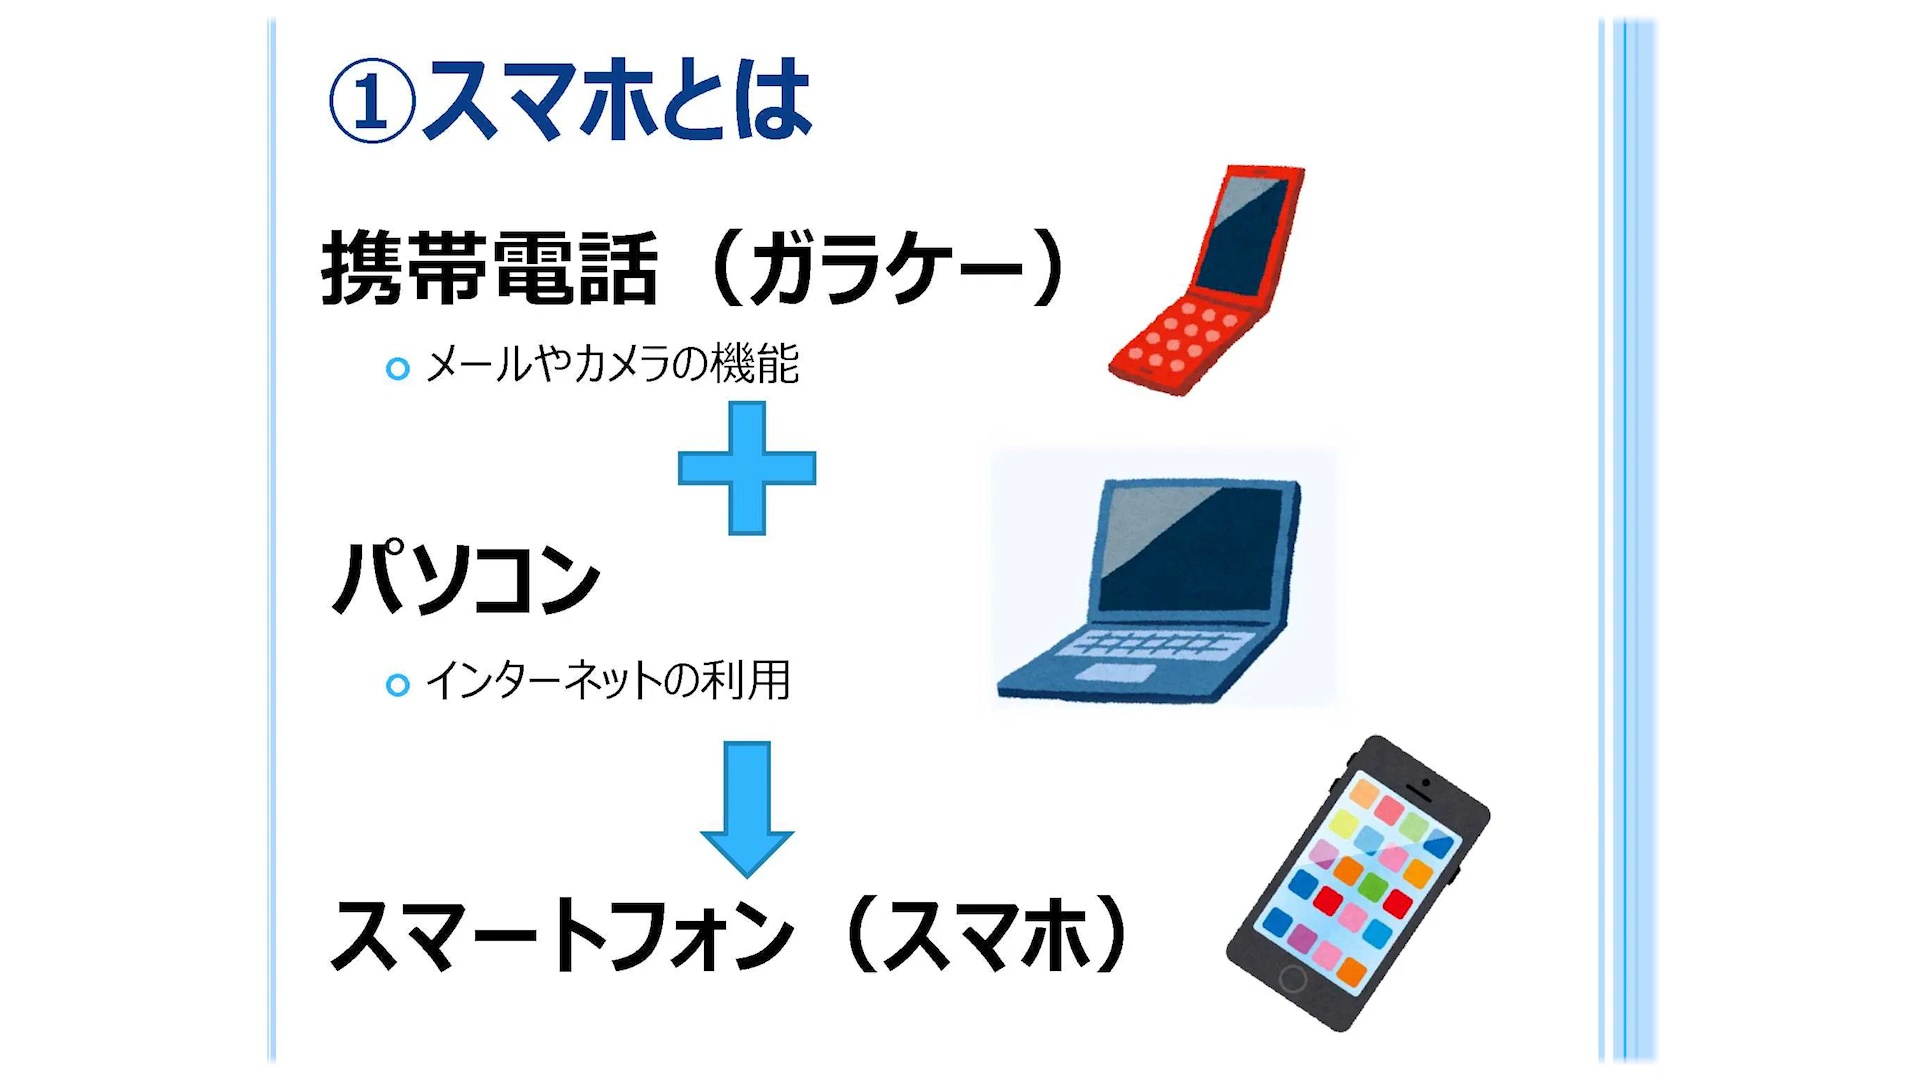 ①スマホとは
携帯電話（ガラケー）
メールやカメラの機能
パソコン
インターネットの利用
スマートフォン（スマホ）